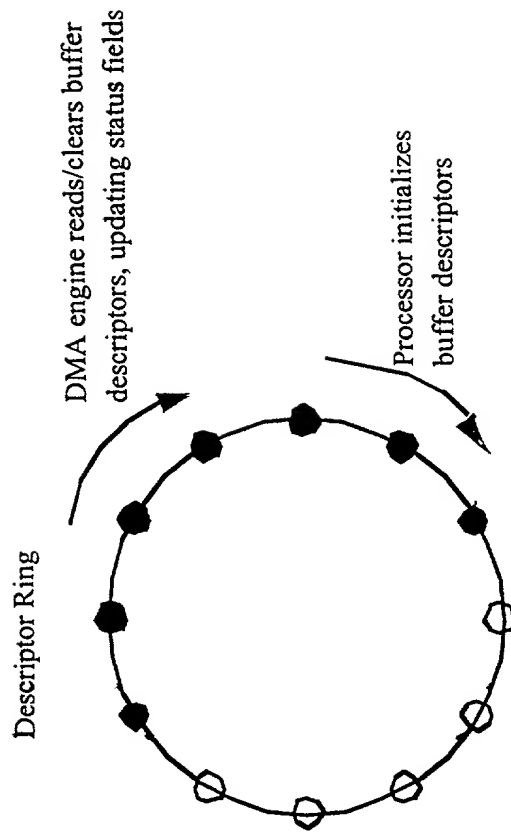 Descriptor Ring
DMA engine reads/clears buffer
descriptors, updating status fields
Processor initializes
buffer descriptors